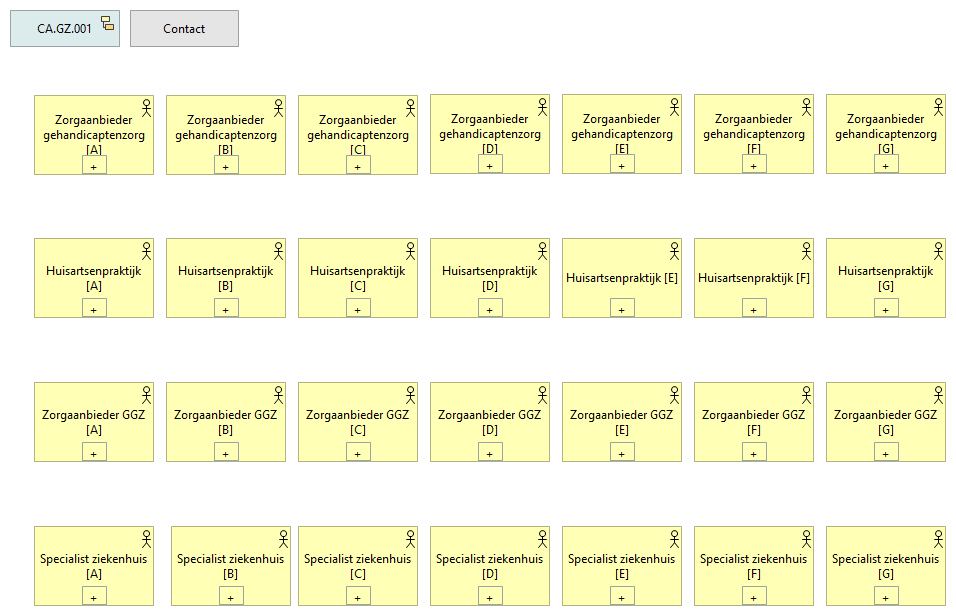 CA.GZ.001
Contact
Zorgaanbieder
gehandicaptenzorg
[A]
+
Zorgaanbieder
gehandicaptenzorg
[B]
+
Zorgaanbieder
gehandicaptenzorg
[C]
+
Zorgaanbieder
gehandicaptenzorg
[D]
+
Zorgaanbieder
gehandicaptenzorg
[E]
+
Zorgaanbieder
gehandicaptenzorg
[F]
+
Zorgaanbieder
gehandicaptenzorg
[G]
+
Huisartsenpraktijk
[A]
+
Huisartsenpraktijk
[B]
+
Huisartsenpraktijk
[C]
+
Huisartsenpraktijk
[D]
+
Huisartsenpraktijk [E]
+
Huisartsenpraktijk [F]
+
Huisartsenpraktijk
[G]
+
Zorgaanbieder GGZ
[A]
+
Zorgaanbieder GGZ
[B]
+
Zorgaanbieder GGZ
[C]
+
Zorgaanbieder GGZ
[D]
+
Zorgaanbieder GGZ
[E]
+
Zorgaanbieder GGZ
[F]
+
Zorgaanbieder GGZ
[G]
+
Specialist ziekenhuis
[A]
+
Specialist ziekenhuis
[B]
+
Specialist ziekenhuis
[C]
+
Specialist ziekenhuis
[D]
+
Specialist ziekenhuis
[E]
+
Specialist ziekenhuis
[F]
+
Specialist ziekenhuis
[G]
+